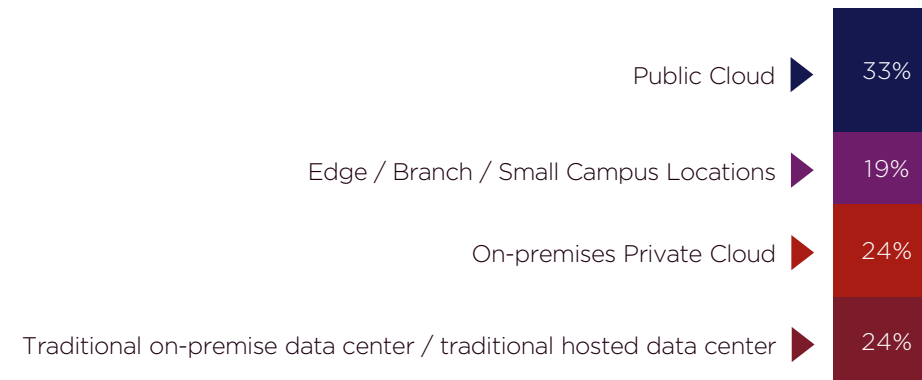 Public Cloud 33%
Edge / Branch / Small Campus Locations 19%
On-premises Private Cloud 24%
Traditional on-premise data center / traditional hosted data center 24%